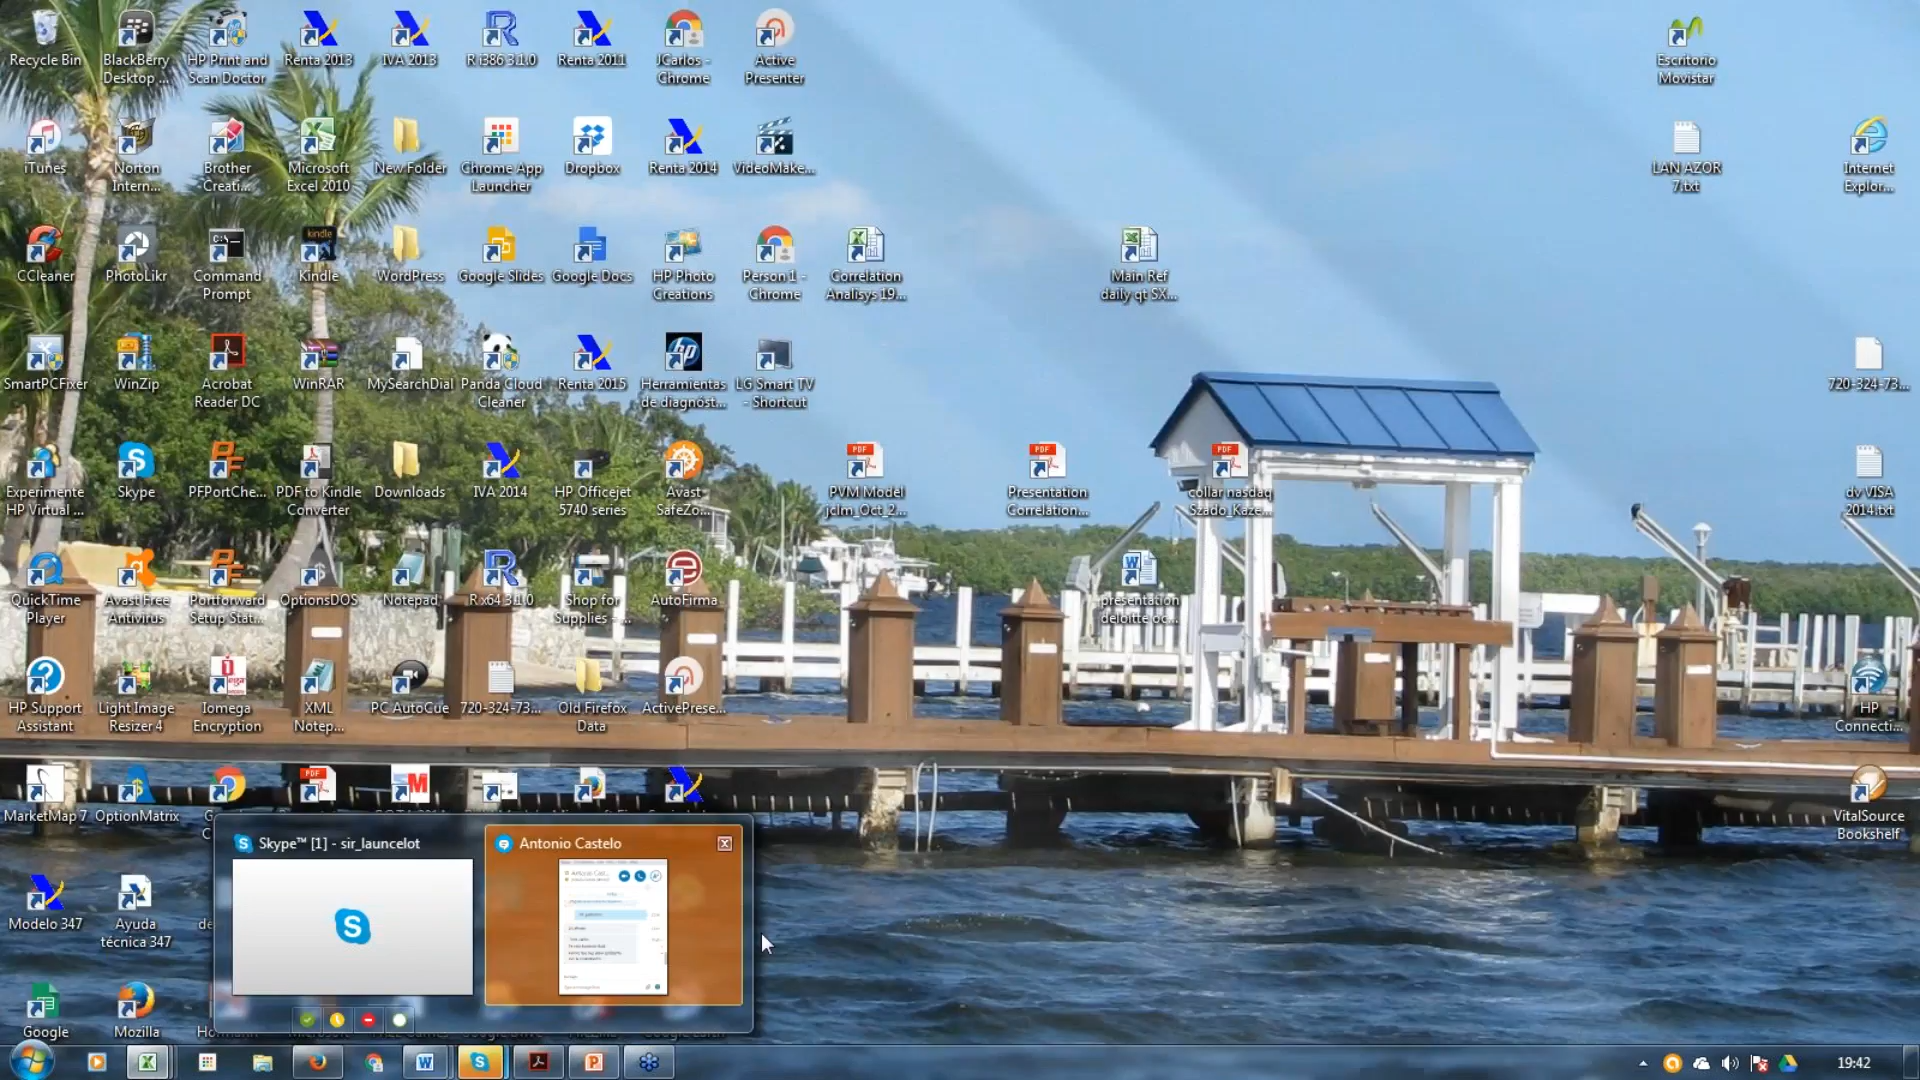 Recycle Bin
BlackBerry
Desktop ...
HP Print and
Scan Doctor
Renta 2013
IVA 2013
R i386 3.1.0
Renta 2011
JCarlos -
Chrome
Active
Presenter
Escritorio
Movistar
iTunes
Norton
Intern...
Brother
Creati...
Microsoft
Excel 2010
New Folder
Chrome App
Launcher
Dropbox
Renta 2014
VideoMake...
LAN AZOR
7.txt
Internet
Explor...
CCleaner
PhotoLikr
Command
Prompt
kindle
Kindle
WordPress
Google Slides
Google Docs
HP Photo
Creations
Person 1 -
Chrome
Correlation
Analisys 19...
Main Ref
daily qt SX...
SmartPCFixer
WinZip
Acrobat
Reader DC
WinRAR
MySearchDial
Panda Cloud
Cleaner
Renta 2015
Herramientas
de diagnóst...
LG Smart TV
- Shortcut
720-324-73...
Experimente
HP Virtual ...
Skype
PFPortChe...
PDF to Kindle
Converter
Downloads
IVA 2014
HP Officejet
5740 series
Avast
SafeZo...
PDF
PVM Model
jclm_Oct_2...
PDF
Presentation
Correlation...
PDF
collar nasdaq
Szado_Kaze...
dv VISA
2014.txt
QuickTime
Player
Avast Free
Antivirus
Portforward
Setup Stat...
OptionsDOS
Notepad
R x64 3.1.0
Shop for
Supplies - ...
AutoFirma
presentation
deloitte oc...
HP Support
Assistant
Light Image
Resizer 4
Iomega
Encryption
XML
Notep...
PC AutoCue
720-324-73...
Old Firefox
Data
ActivePrese...
HP
Connecti...
MarketMap 7
OptionMatrix
PDF
VitalSource
Bookshelf
Skype™ [1] - sir_launcelot
Antonio Castelo
Modelo 347
Ayuda
técnica 347
Google
Mozilla
19:42